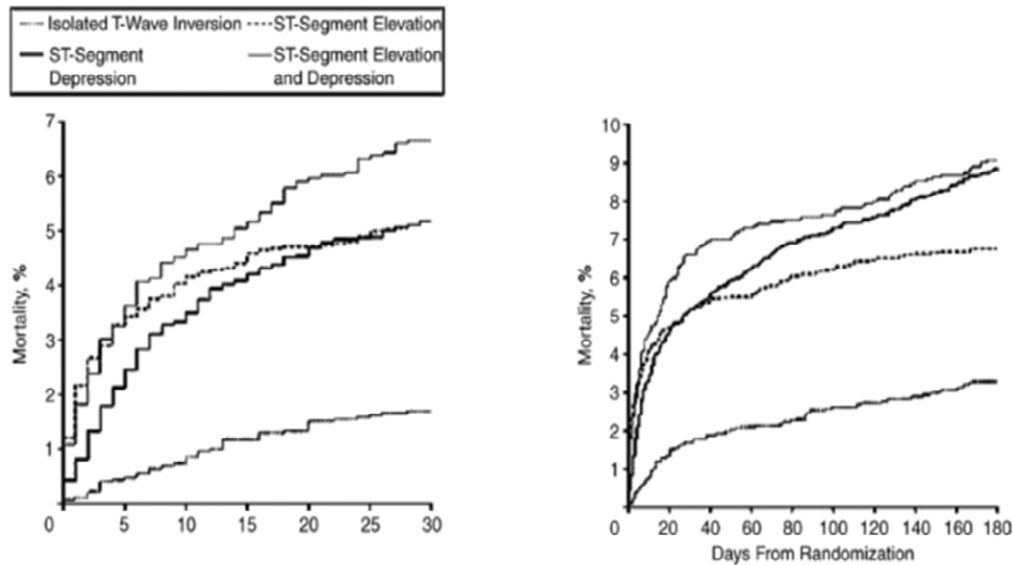 Isolated T-Wave Inversion ST-Segment Elevation
ST-Segment ST-Segment Elevation
Depression and Depression
7
6
5
4
3
2
1
0 5 10 15 20 25 30
Mortality, %
10
9
8
7
6
5
4
3
2
1
0 20 40 60 80 100 120 140 160 180
Mortality, %
Days From Randomization